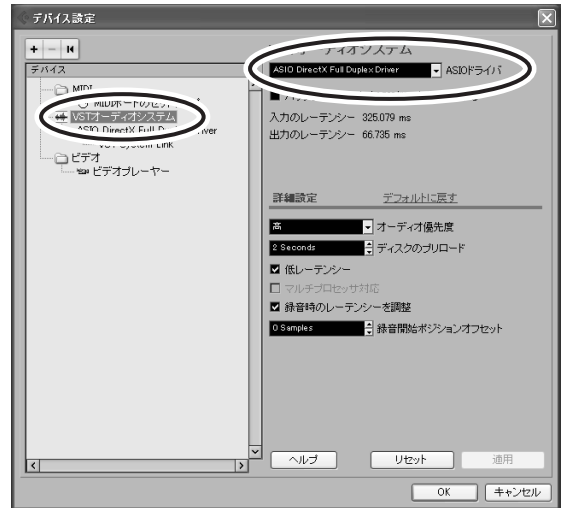 デバイス設定
デバイス
MIDI
VSTオーディオシステム
ASIO DirectX Full
VST System Link
ビデオ
ビデオプレーヤー
ASIO DirectX Full Duplex Driver ASIOドライバ
入力のレーテンシー 325.079 ms
出力のレーテンシー 66.735 ms
詳細設定 デフォルトに戻す
高 オーディオ優先度
2 Seconds ディスクのプリロード
低レーテンシー
マルチプロセッサ対応
録音時のレーテンシーを調整
0 Samples 録音開始ポジションオフセット
ヘルプ リセット 適用
OK キャンセル